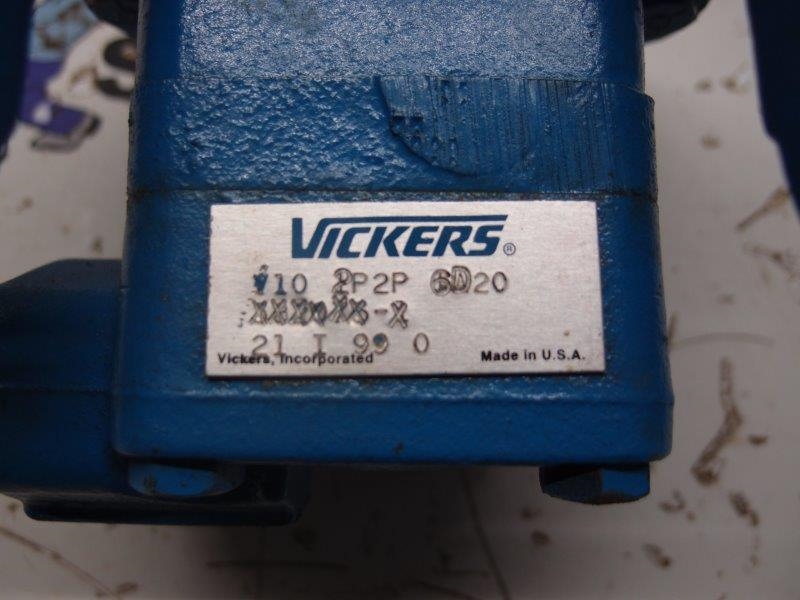 VICKERS®
V10 2P2P 6D20
21 I 99 0
Vickers, Incorporated Made in U.S.A.